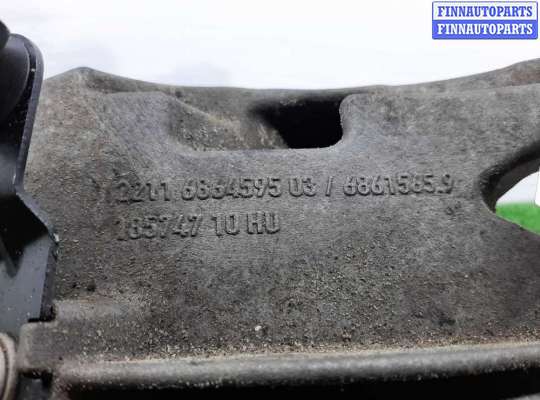 FINNAUTOPARTS
FINNAUTOPARTS
2211 6864595 03 / 6861585.9
185747 10 HU